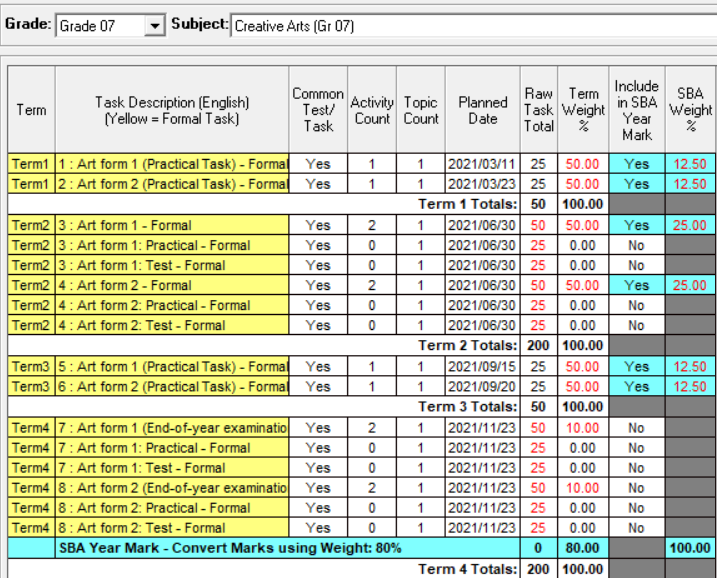 Grade: Grade 07 Subject: Creative Arts (Gr 07)
Term Task Description (English) (Yellow = Formal Task) Common Test/ Task Activity Count Topic Count Planned Date Raw Task Total Term Weight % Include in SBA Year Mark SBA Weight %
Term1 1 : Art form 1 (Practical Task) - Formal Yes 1 1 2021/03/11 25 50.00 Yes 12.50
Term1 2 : Art form 2 (Practical Task) - Formal Yes 1 1 2021/03/23 25 50.00 Yes 12.50
Term 1 Totals: 50 100.00
Term2 3 : Art form 1 - Formal Yes 2 1 2021/06/30 50 50.00 Yes 25.00
Term2 3 : Art form 1: Practical - Formal Yes 0 1 2021/06/30 25 0.00 No
Term2 3 : Art form 1: Test - Formal Yes 0 1 2021/06/30 25 0.00 No
Term2 4 : Art form 2 - Formal Yes 2 1 2021/06/30 50 50.00 Yes 25.00
Term2 4 : Art form 2: Practical - Formal Yes 0 1 2021/06/30 25 0.00 No
Term2 4 : Art form 2: Test - Formal Yes 0 1 2021/06/30 25 0.00 No
Term 2 Totals: 200 100.00
Term3 5 : Art form 1 (Practical Task) - Formal Yes 1 1 2021/09/15 25 50.00 Yes 12.50
Term3 6 : Art form 2 (Practical Task) - Formal Yes 1 1 2021/09/20 25 50.00 Yes 12.50
Term 3 Totals: 50 100.00
Term4 7 : Art form 1 (End-of-year examinatio Yes 2 1 2021/11/23 50 10.00 No
Term4 7 : Art form 1: Practical - Formal Yes 0 1 2021/11/23 25 0.00 No
Term4 7 : Art form 1: Test - Formal Yes 0 1 2021/11/23 25 0.00 No
Term4 8 : Art form 2 (End-of-year examinatio Yes 2 1 2021/11/23 50 10.00 No
Term4 8 : Art form 2: Practical - Formal Yes 0 1 2021/11/23 25 0.00 No
Term4 8 : Art form 2: Test - Formal Yes 0 1 2021/11/23 25 0.00 No
SBA Year Mark - Convert Marks using Weight: 80% 0 80.00 100.00
Term 4 Totals: 200 100.00